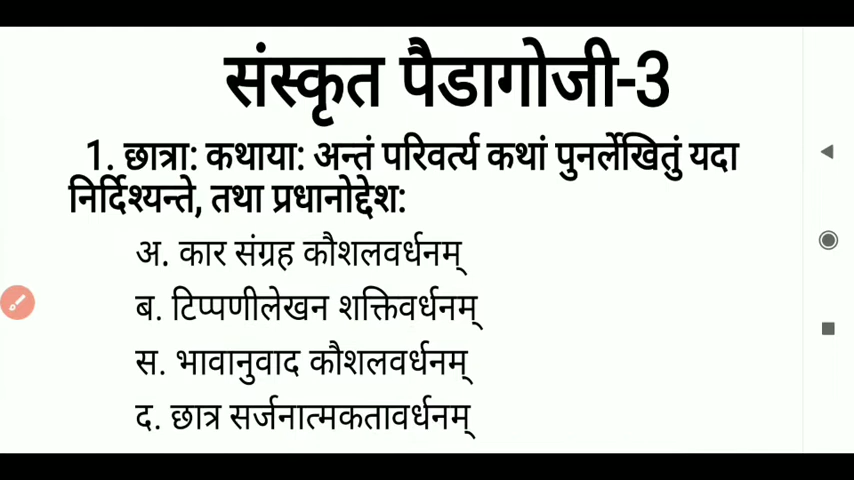 संस्कृत पैडागोजी-3
1. छात्रा: कथाया: अन्तं परिवर्त्य कथां पुनर्लेखितुं यदा
निर्दिश्यन्ते, तथा प्रधानोद्देश:
अ. कार संग्रह कौशलवर्धनम्
ब. टिप्पणीलेखन शक्तिवर्धनम्
स. भावानुवाद कौशलवर्धनम्
द. छात्र सर्जनात्मकतावर्धनम्